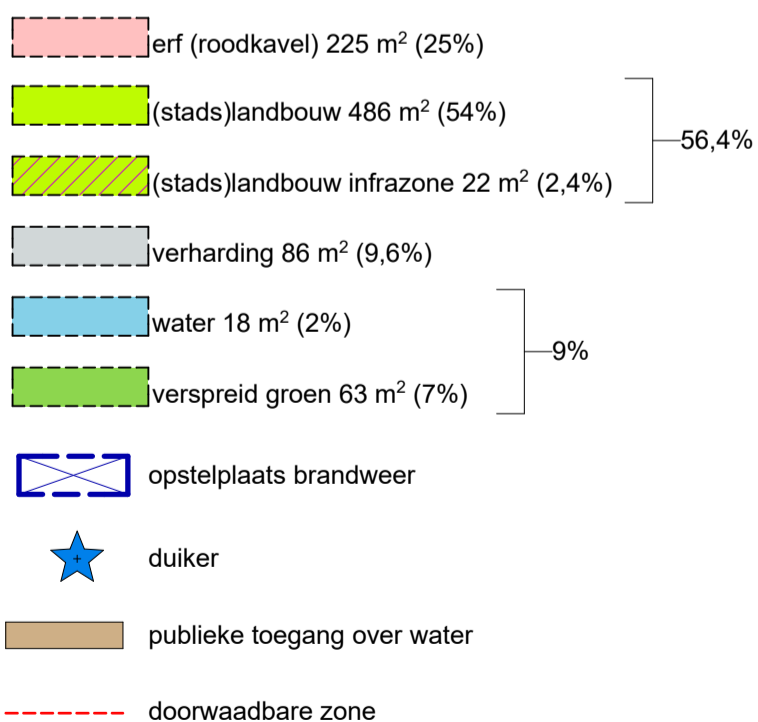 erf (roodkavel) 225 m² (25%)
(stads)landbouw 486 m² (54%)
56,4%
(stads)landbouw infrazone 22 m² (2,4%)
verharding 86 m² (9,6%)
water 18 m² (2%)
9%
verspreid groen 63 m² (7%)
opstelplaats brandweer
duiker
publieke toegang over water
doorwaadbare zone